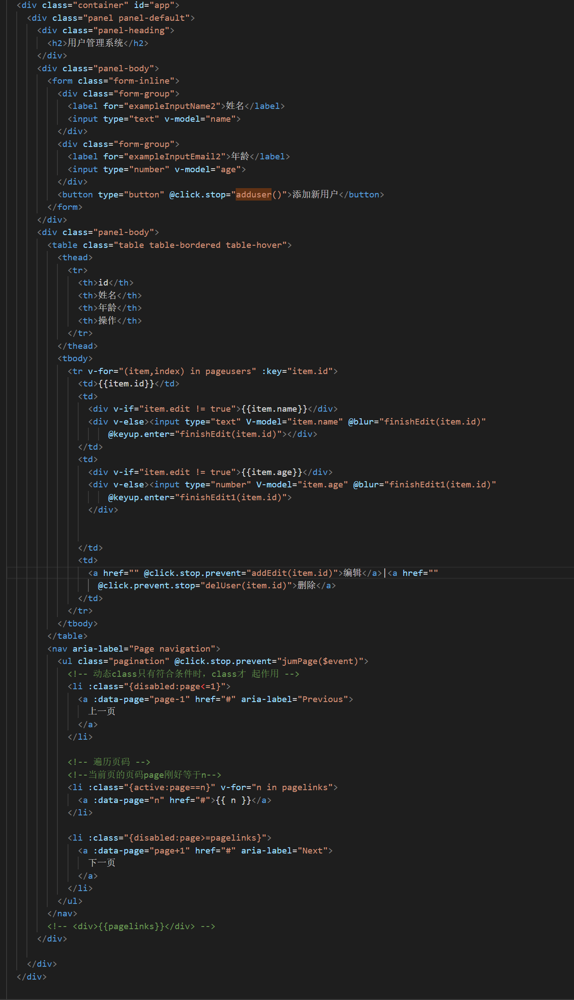 <div class="container" id="app">
<div class="panel panel-default">
<div class="panel-heading">
<h2>用户管理系统</h2>
</div>
<div class="panel-body">
<form class="form-inline">
<div class="form-group">
<label for="exampleInputName2">姓名</label>
<input type="text" v-model="name">
</div>
<div class="form-group">
<label for="exampleInputEmail2">年龄</label>
<input type="number" v-model="age">
</div>
<button type="button" @click.stop="adduser()">添加新用户</button>
</form>
</div>
<div class="panel-body">
<table class="table table-bordered table-hover">
<thead>
<tr>
<th>id</th>
<th>姓名</th>
<th>年龄</th>
<th>操作</th>
</tr>
</thead>
<tbody>
<tr v-for="(item,index) in pageusers" :key="item.id">
<td>{{item.id}}</td>
<td>
<div v-if="item.edit != true">{{item.name}}</div>
<div v-else><input type="text" V-model="item.name" @blur="finishEdit(item.id)"
@keyup.enter="finishEdit(item.id)"></div>
</td>
<td>
<div v-if="item.edit != true">{{item.age}}</div>
<div v-else><input type="number" V-model="item.age" @blur="finishEdit1(item.id)"
@keyup.enter="finishEdit1(item.id)">
</div>
</td>
<td>
<a href="" @click.stop.prevent="addEdit(item.id)">编辑</a>|<a href=""
@click.prevent.stop="delUser(item.id)">删除</a>
</td>
</tr>
</tbody>
</table>
<nav aria-label="Page navigation">
<ul class="pagination" @click.stop.prevent="jumPage($event)">
<!-- 动态class只有符合条件时，class才 起作用 -->
<li :class="{disabled:page<=1}">
<a :data-page="page-1" href="#" aria-label="Previous">
上一页
</a>
</li>
<!-- 遍历页码 -->
<!--当前页的页码page刚好等于n-->
<li :class="{active:page==n}" v-for="n in pagelinks">
<a :data-page="n" href="#">{{ n }}</a>
</li>
<li :class="{disabled:page>=pagelinks}">
<a :data-page="page+1" href="#" aria-label="Next">
下一页
</a>
</li>
</ul>
</nav>
<!-- <div>{{pagelinks}}</div> -->
</div>
</div>
</div>